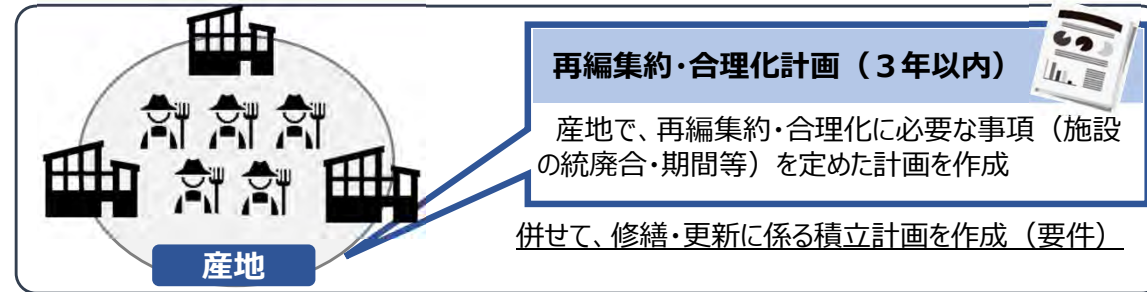 再編集約・合理化計画（３年以内）
産地で、再編集約・合理化に必要な事項（施設
の統廃合・期間等）を定めた計画を作成
併せて、修繕・更新に係る積立計画を作成（要件）
産地